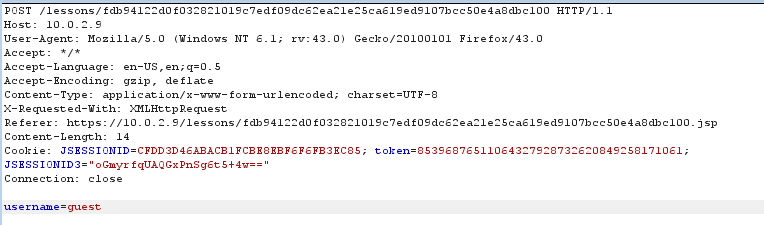 POST /lessons/fdb94122d0f032821019c7edf09dc62ea21e25ca619ed9107bcc50e4a8dbc100 HTTP/1.1
Host: 10.0.2.9
User-Agent: Mozilla/5.0 (Windows NT 6.1; rv:43.0) Gecko/20100101 Firefox/43.0
Accept: */*
Accept-Language: en-US,en;q=0.5
Accept-Encoding: gzip, deflate
Content-Type: application/x-www-form-urlencoded; charset=UTF-8
X-Requested-With: XMLHttpRequest
Referer: https://10.0.2.9/lessons/fdb94122d0f032821019c7edf09dc62ea21e25ca619ed9107bcc50e4a8dbc100.jsp
Content-Length: 14
Cookie: JSESSIONID=CFDD3D46ABACB1FCBE8EBF6F6FB3EC85; token=85396876511064327928732620849258171061;
JSESSIONID3="oGmyrfqUAQGxPnSg6t5+4w=="
Connection: close
username=guest